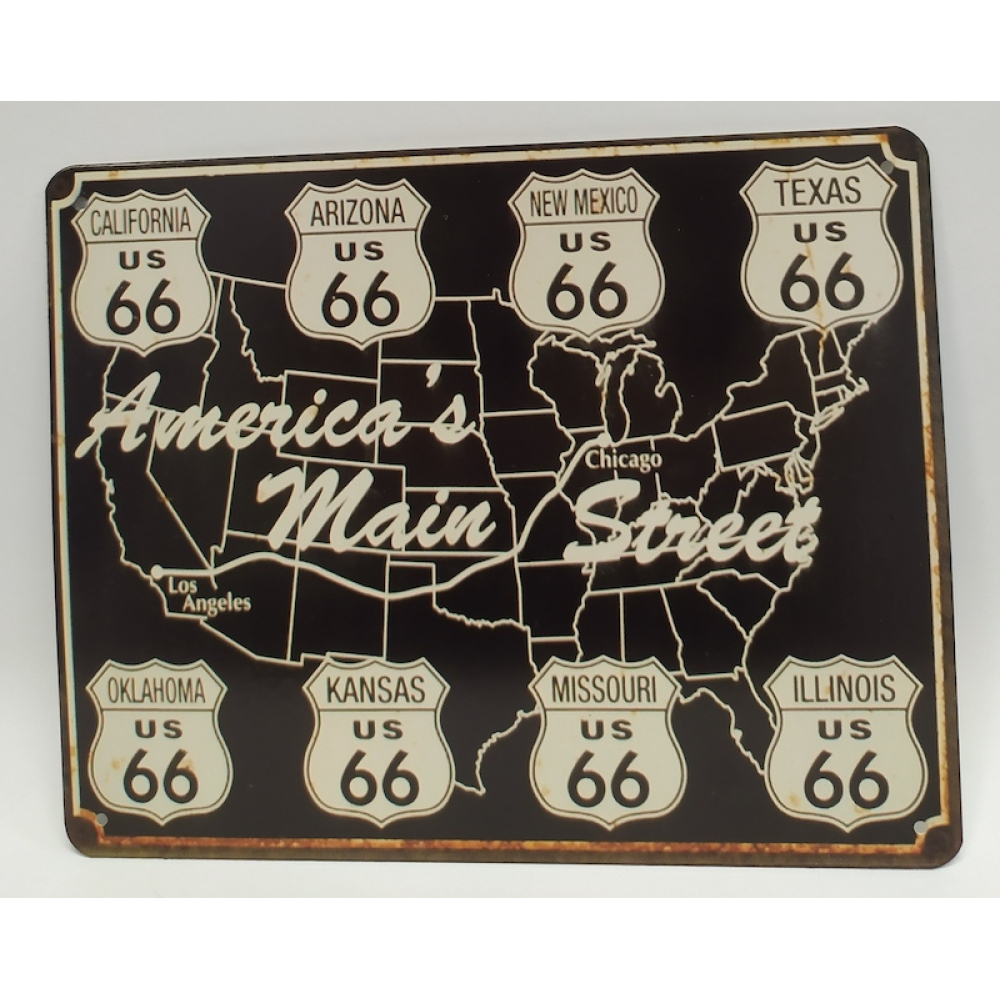 CALIFORNIA
US
66
ARIZONA
US
66
NEW MEXICO
US
66
TEXAS
US
66
America's
Main Street
Chicago
Los
Angeles
OKLAHOMA
US
66
KANSAS
US
66
MISSOURI
US
66
ILLINOIS
US
66